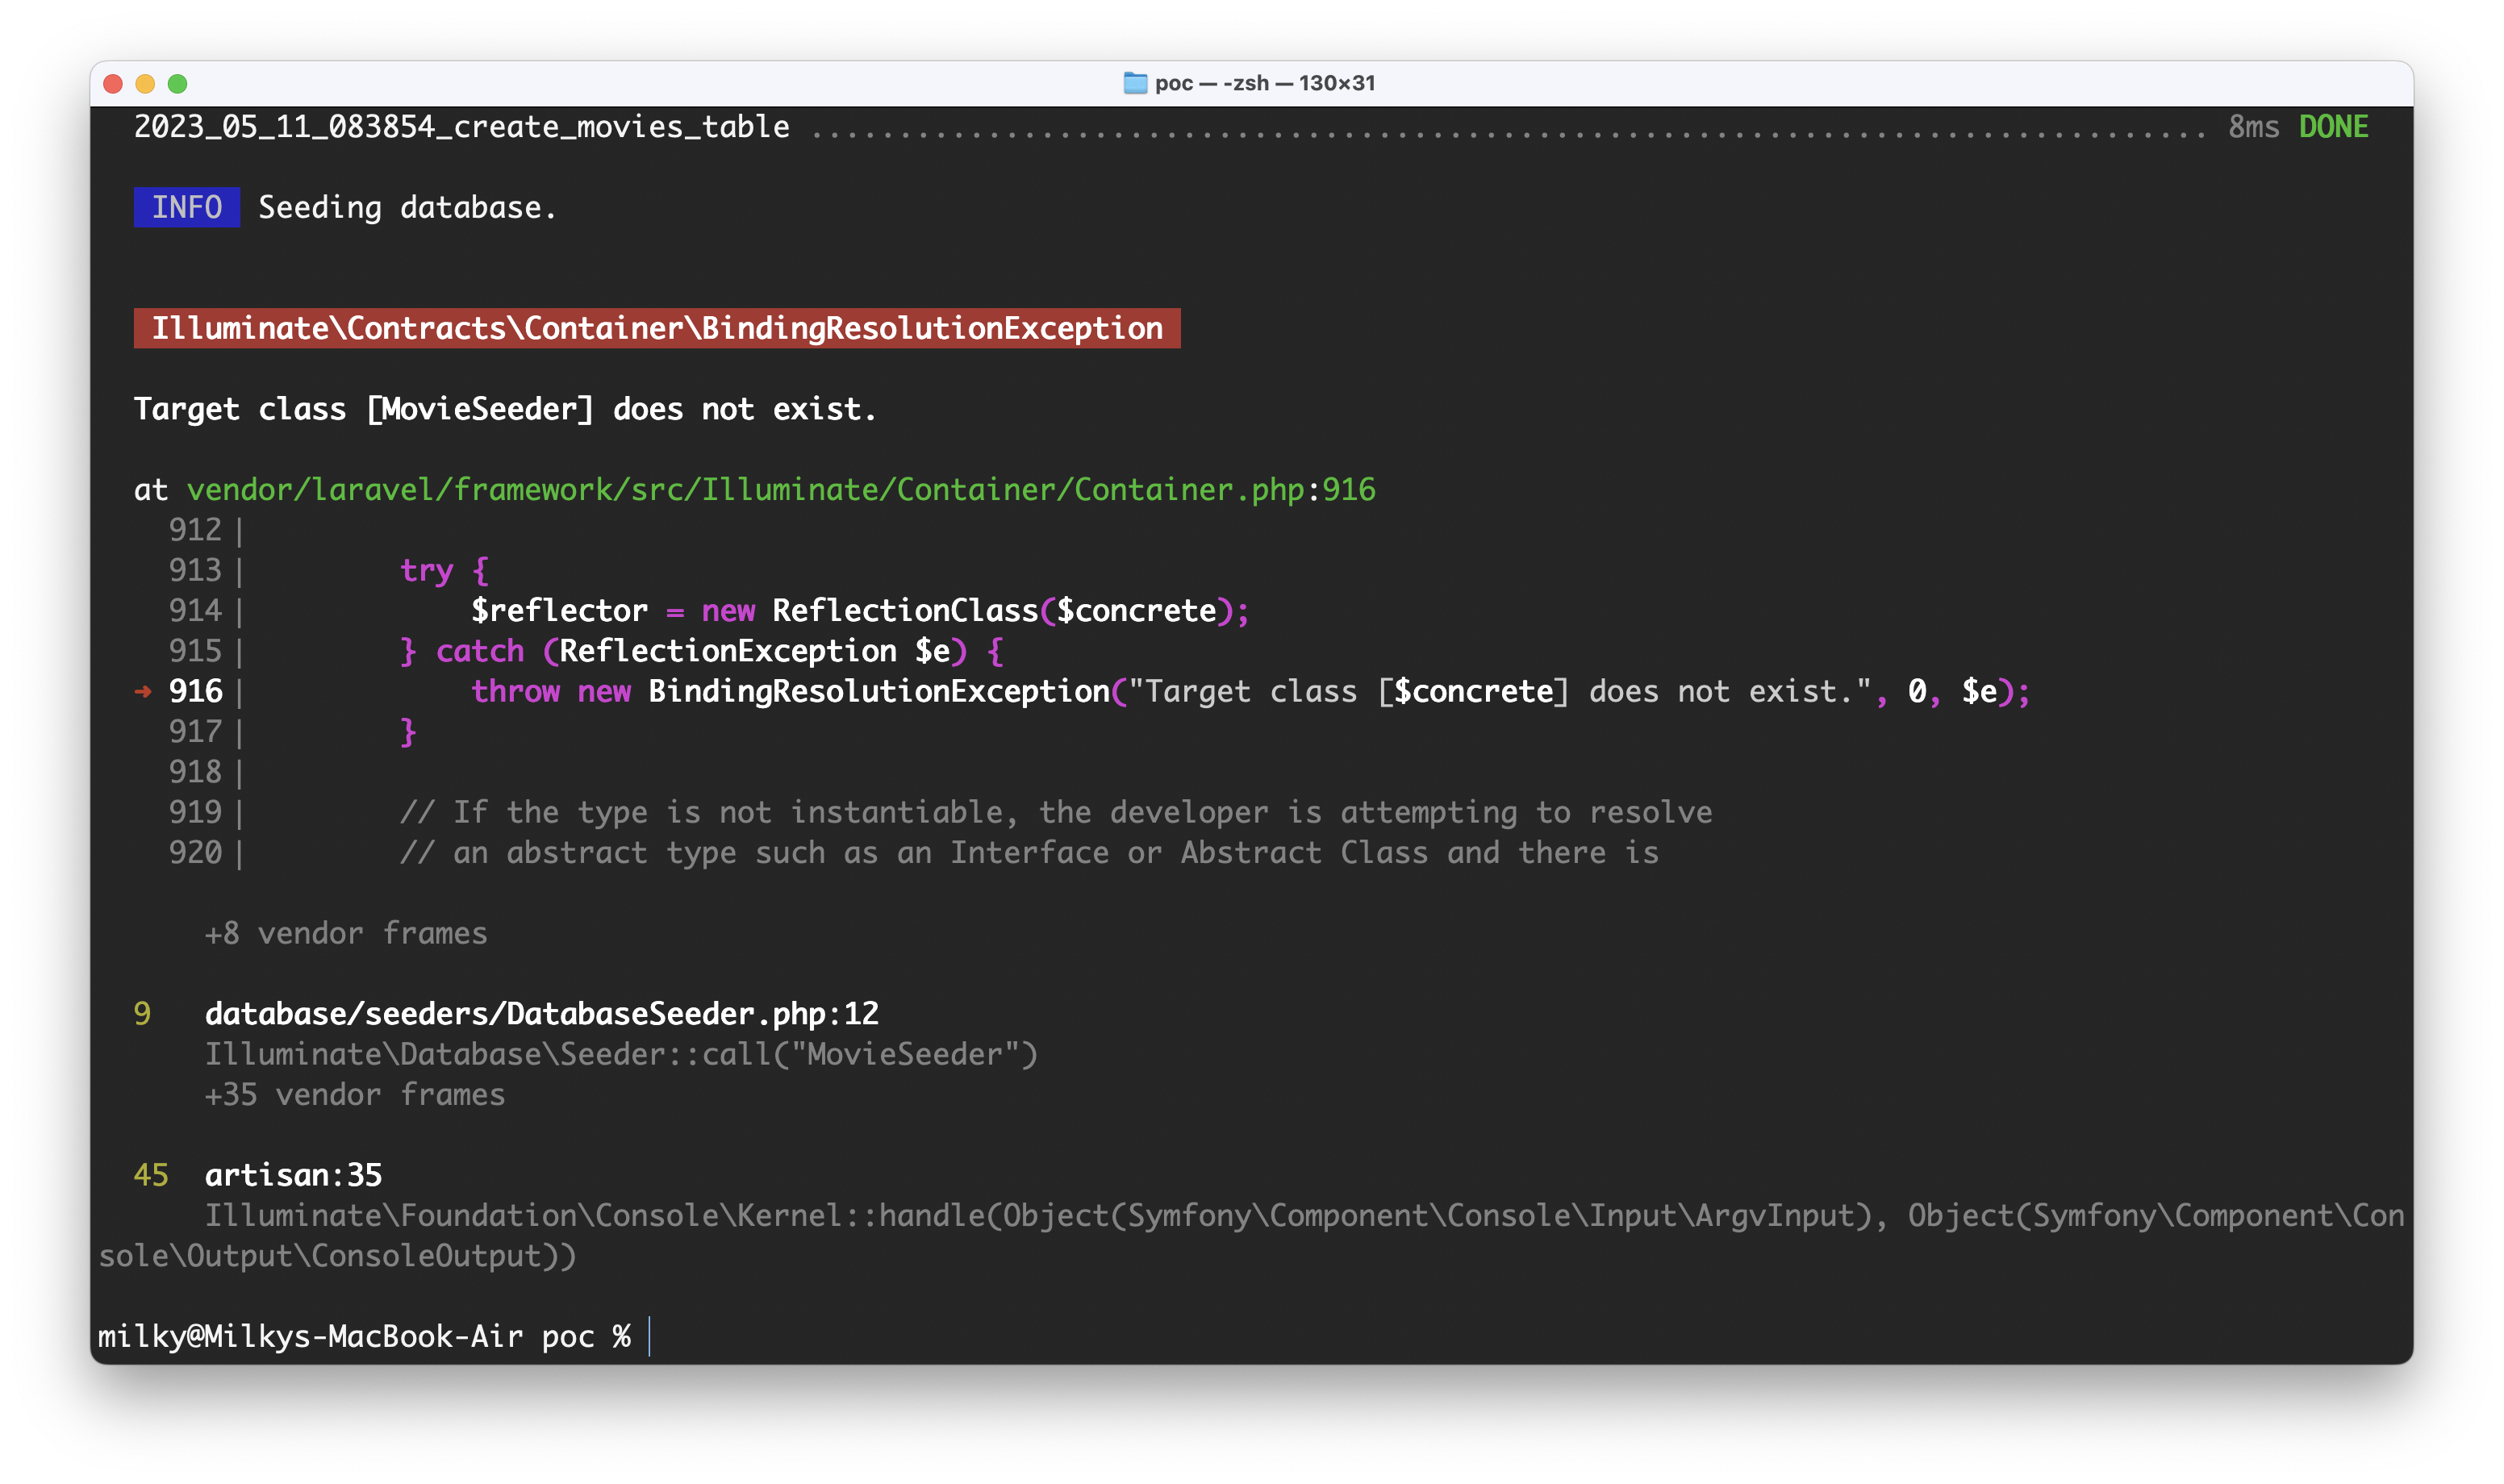 poc — -zsh — 130×31
2023_05_11_083854_create_movies_table ............................................................................... 8ms DONE
INFO Seeding database.
Illuminate\Contracts\Container\BindingResolutionException
Target class [MovieSeeder] does not exist.
at vendor/laravel/framework/src/Illuminate/Container/Container.php:916
912|
913| try {
914| $reflector = new ReflectionClass($concrete);
915| } catch (ReflectionException $e) {
➜ 916| throw new BindingResolutionException("Target class [$concrete] does not exist.", 0, $e);
917| }
918|
919| // If the type is not instantiable, the developer is attempting to resolve
920| // an abstract type such as an Interface or Abstract Class and there is
+8 vendor frames
9 database/seeders/DatabaseSeeder.php:12
Illuminate\Database\Seeder::call("MovieSeeder")
+35 vendor frames
45 artisan:35
Illuminate\Foundation\Console\Kernel::handle(Object(Symfony\Component\Console\Input\ArgvInput), Object(Symfony\Component\Con
sole\Output\ConsoleOutput))
milky@Milkys-MacBook-Air poc %